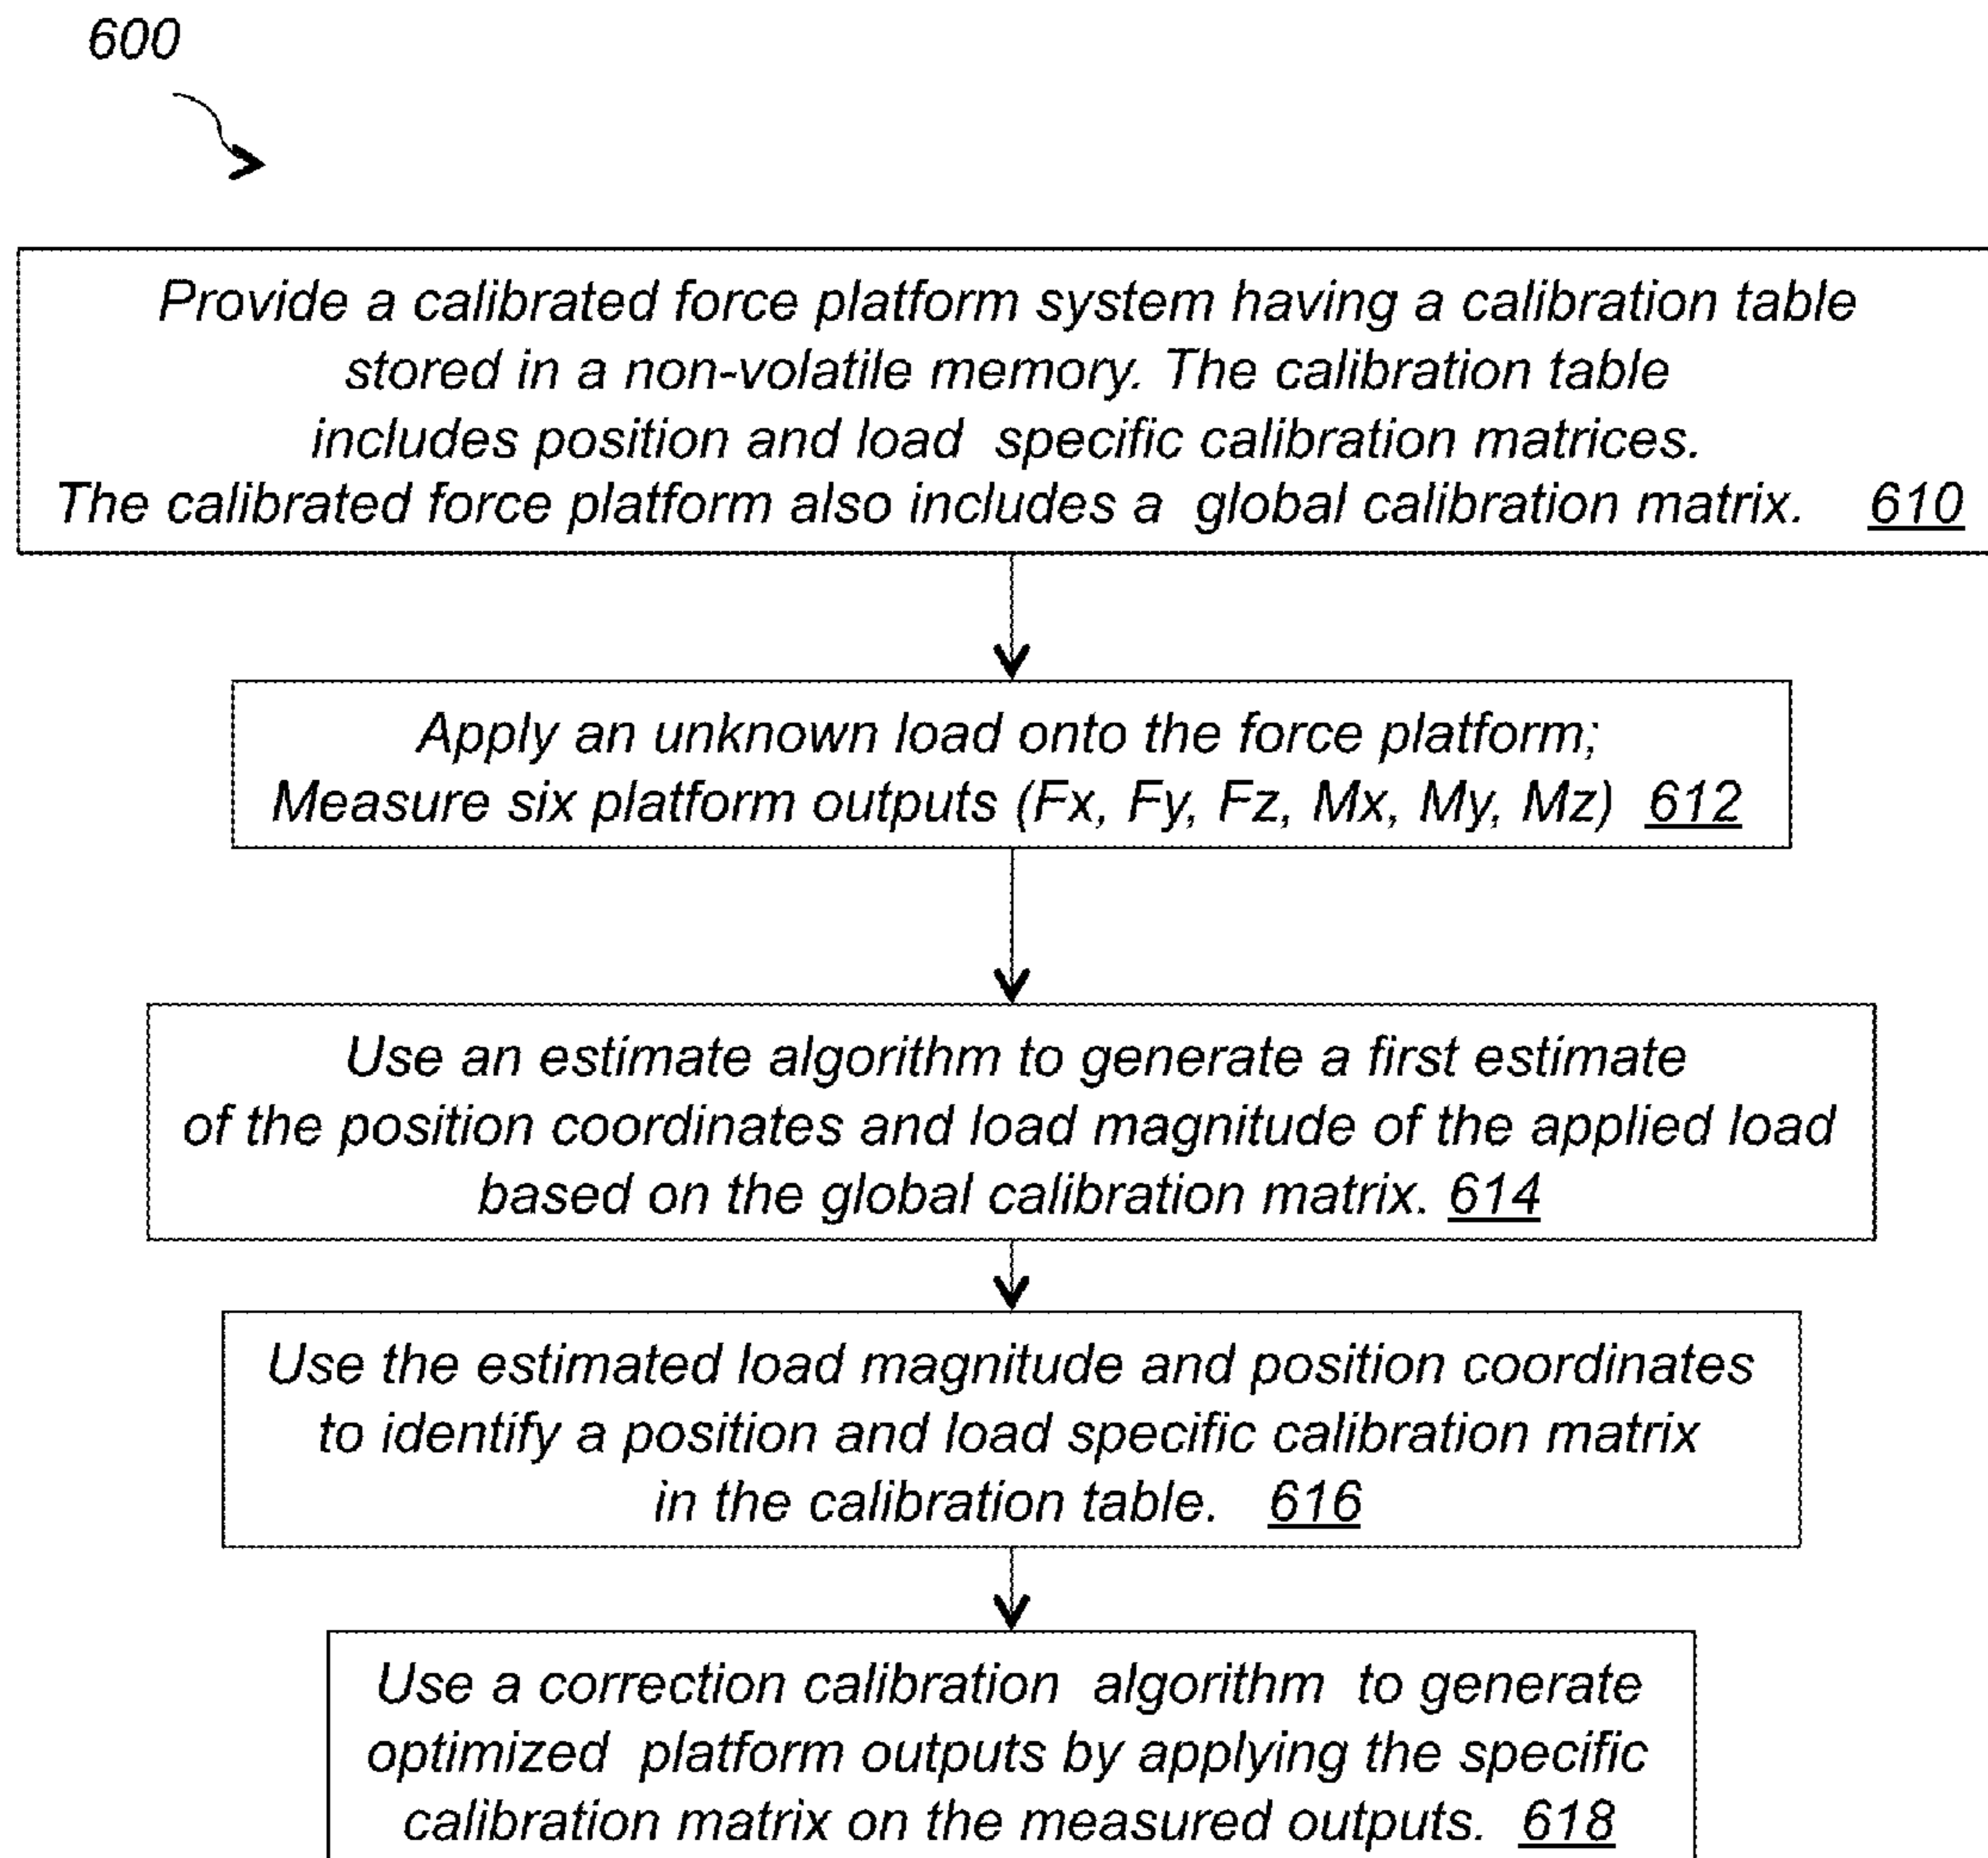 600
Provide a calibrated force platform system having a calibration table
stored in a non-volatile memory. The calibration table
includes position and load specific calibration matrices.
The calibrated force platform also includes a global calibration matrix. 610
Apply an unknown load onto the force platform;
Measure six platform outputs (Fx, Fy, Fz, Mx, My, Mz) 612
Use an estimate algorithm to generate a first estimate
of the position coordinates and load magnitude of the applied load
based on the global calibration matrix. 614
Use the estimated load magnitude and position coordinates
to identify a position and load specific calibration matrix
in the calibration table. 616
Use a correction calibration algorithm to generate
optimized platform outputs by applying the specific
calibration matrix on the measured outputs. 618